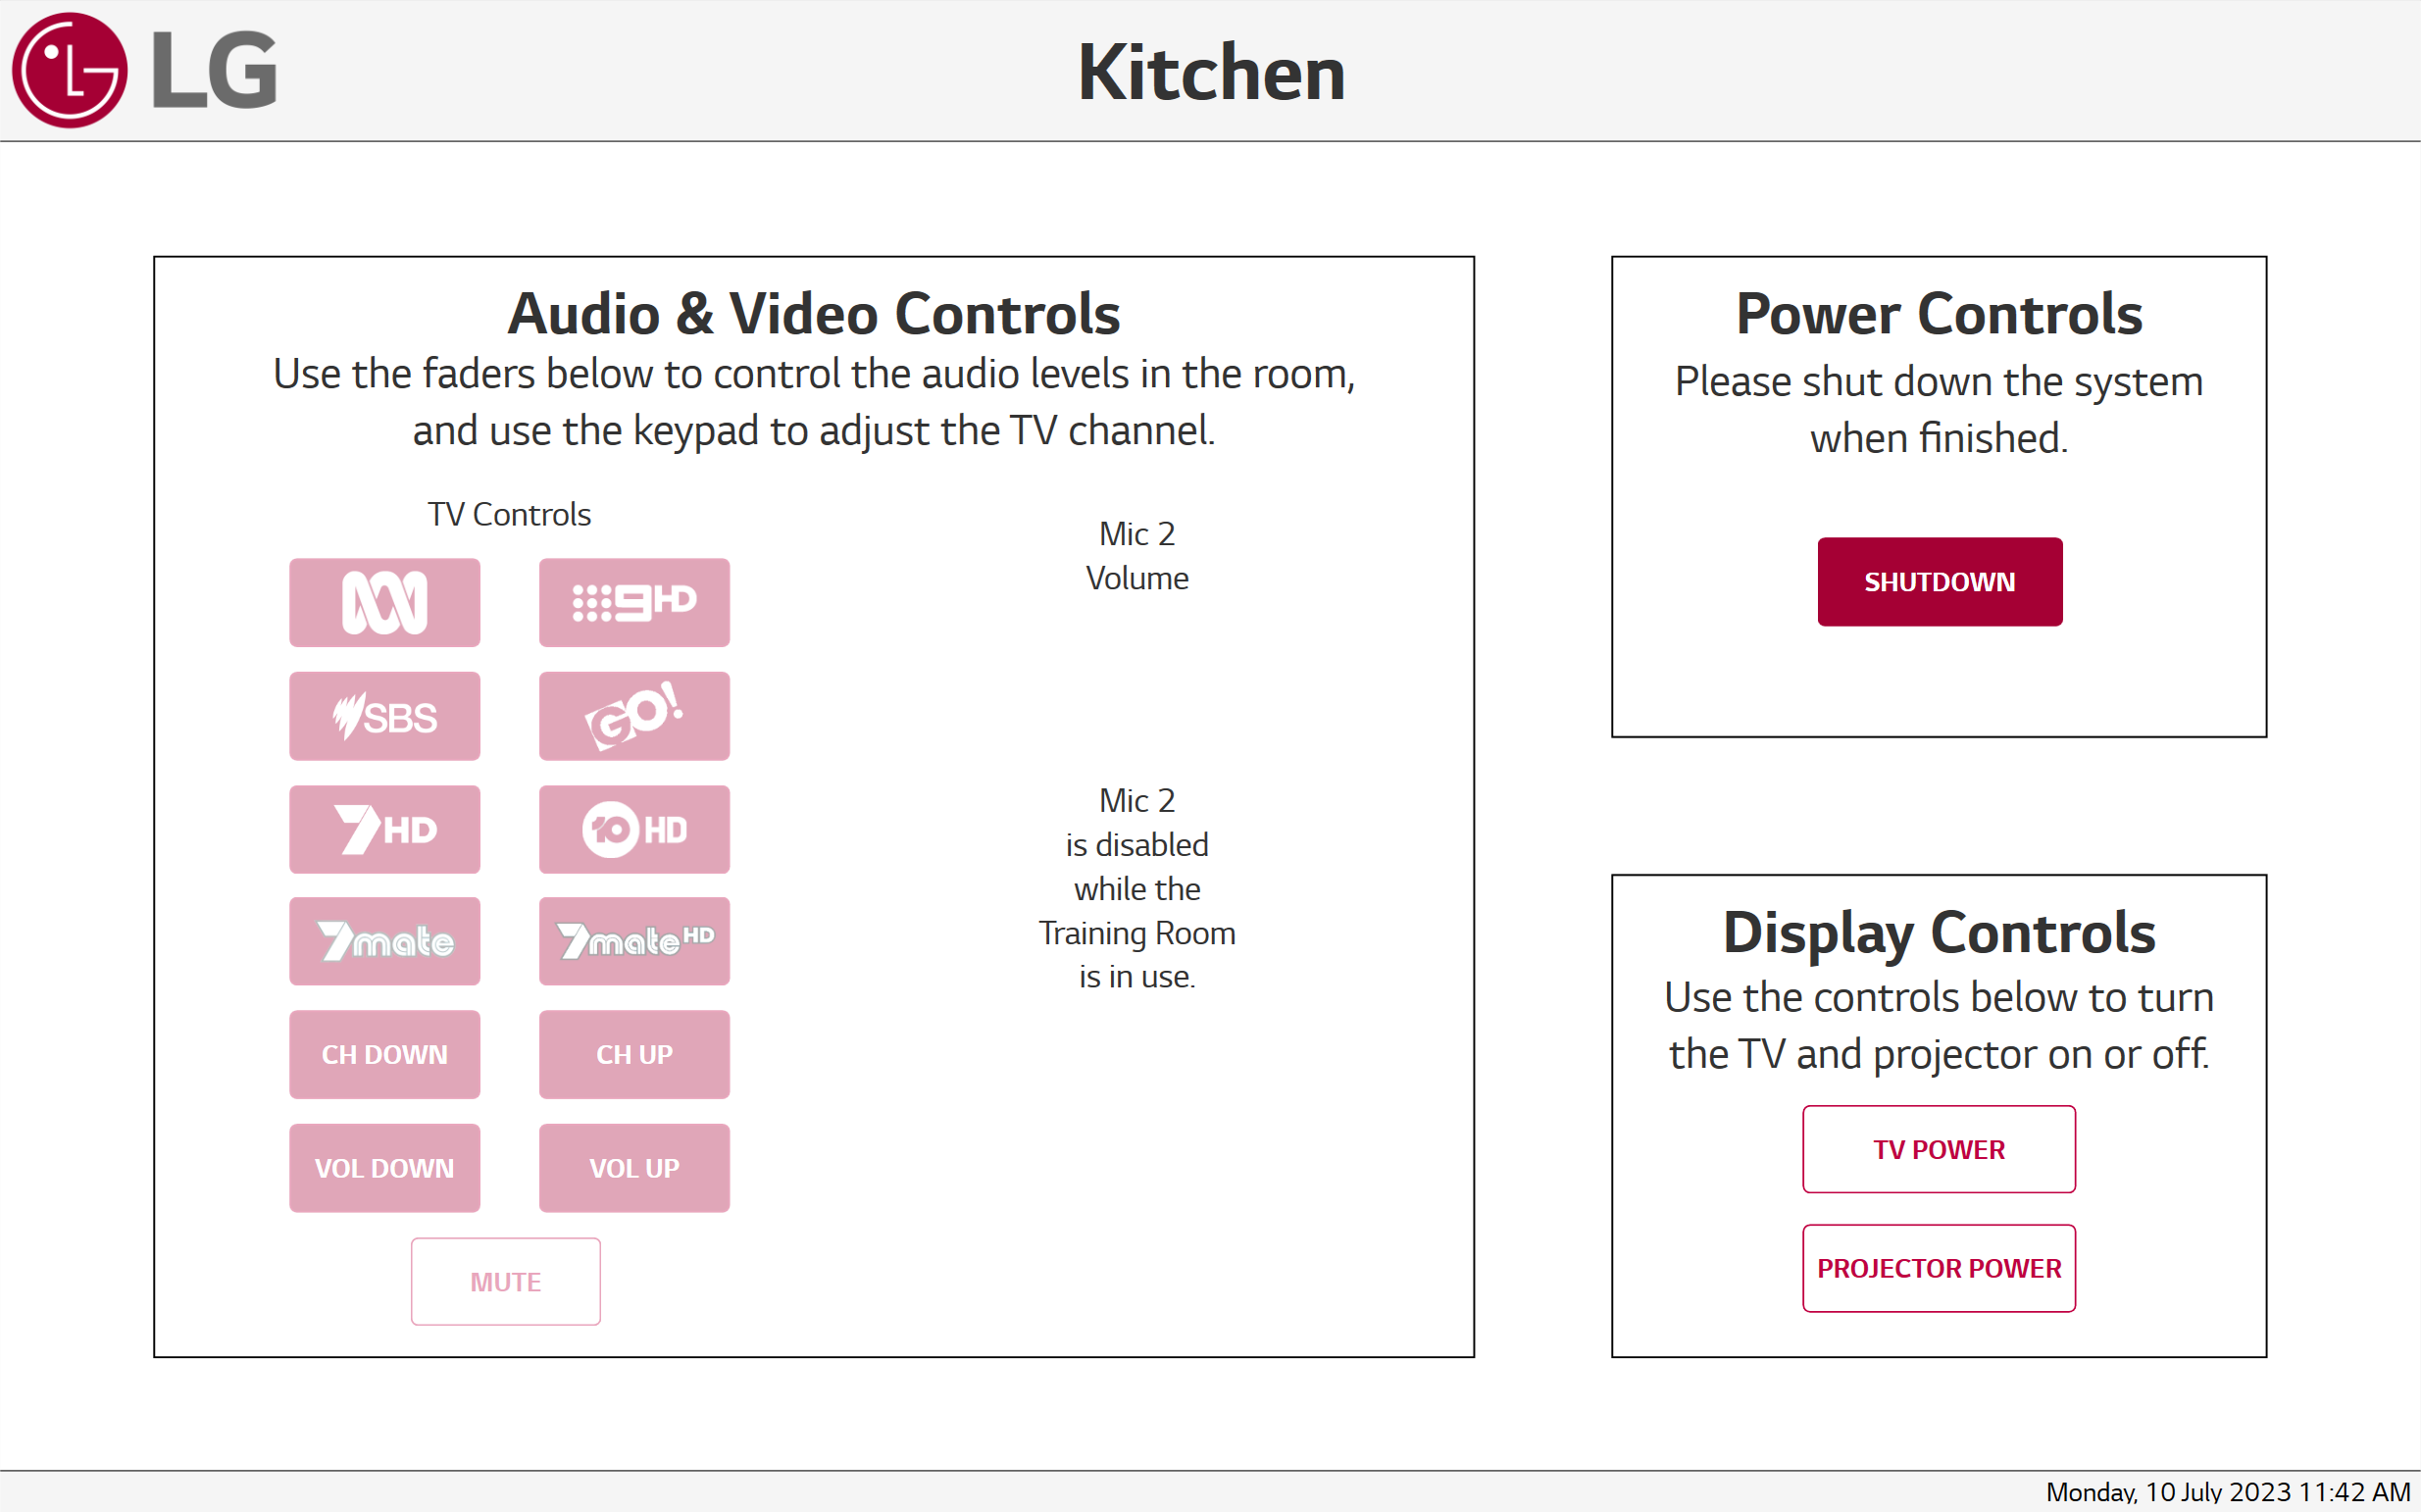 LG
Kitchen
Audio & Video Controls
Use the faders below to control the audio levels in the room,
and use the keypad to adjust the TV channel.
TV Controls
9HD
SBS
GO!
7HD
10 HD
7mate
7mate HD
CH DOWN
CH UP
VOL DOWN
VOL UP
MUTE
Mic 2
Volume
Mic 2
is disabled
while the
Training Room
is in use.
Power Controls
Please shut down the system
when finished.
SHUTDOWN
Display Controls
Use the controls below to turn
the TV and projector on or off.
TV POWER
PROJECTOR POWER
Monday, 10 July 2023 11:42 AM